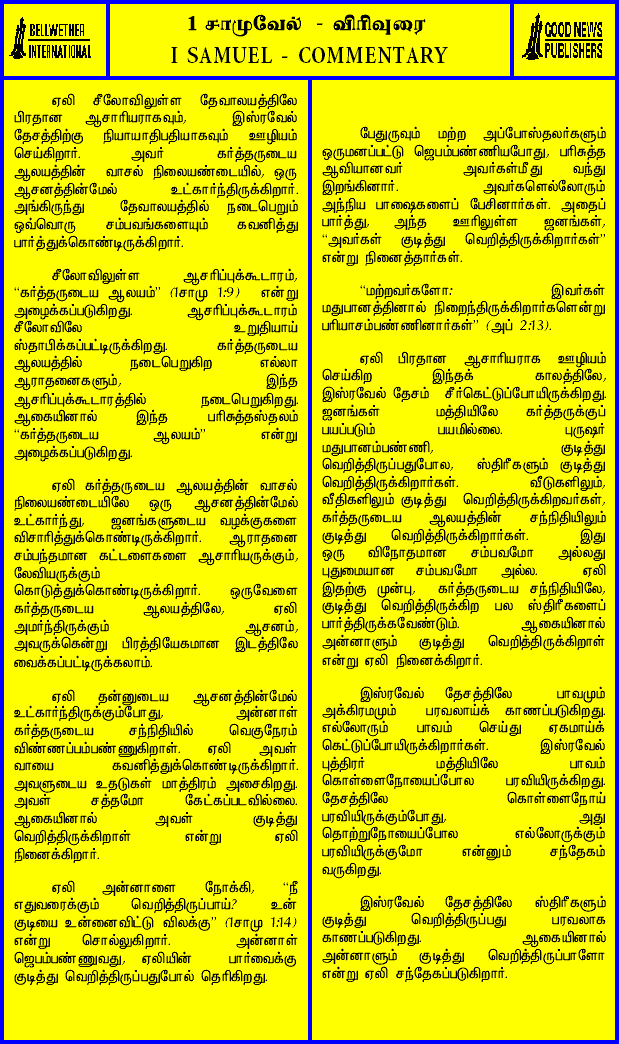 BELLWETHER
INTERNATIONAL
1 சாமுவேல் - விரிவுரை
I SAMUEL - COMMENTARY
GOOD NEWS
PUBLISHERS
ஏலி சீலோவிலுள்ள தேவாலயத்திலே
பிரதான ஆசாரியராகவும், இஸ்ரவேல்
தேசத்திற்கு நியாயாதிபதியாகவும் ஊழியம்
செய்கிறார். அவர் கர்த்தருடைய
ஆலயத்தின் வாசல் நிலையண்டையில், ஒரு
ஆசனத்தின்மேல் உட்கார்ந்திருக்கிறார்.
அங்கிருந்து தேவாலயத்தில் நடைபெறும்
ஒவ்வொரு சம்பவங்களையும் கவனித்து
பார்த்துக்கொண்டிருக்கிறார்.
சீலோவிலுள்ள ஆசரிப்புக்கூடாரம்,
“கர்த்தருடைய ஆலயம்” (1சாமு 1:9) என்று
அழைக்கப்படுகிறது. ஆசரிப்புக்கூடாரம்
சீலோவிலே உறுதியாய்
ஸ்தாபிக்கப்பட்டிருக்கிறது. கர்த்தருடைய
ஆலயத்தில் நடைபெறுகிற எல்லா
ஆராதனைகளும், இந்த
ஆசரிப்புக்கூடாரத்தில் நடைபெறுகிறது.
ஆகையினால் இந்த பரிசுத்தஸ்தலம்
“கர்த்தருடைய ஆலயம்” என்று
அழைக்கப்படுகிறது.
ஏலி கர்த்தருடைய ஆலயத்தின் வாசல்
நிலையண்டையிலே ஒரு ஆசனத்தின்மேல்
உட்கார்ந்து, ஜனங்களுடைய வழக்குகளை
விசாரித்துக்கொண்டிருக்கிறார். ஆராதனை
சம்பந்தமான கட்டளைகளை ஆசாரியருக்கும்,
லேவியருக்கும்
கொடுத்துக்கொண்டிருக்கிறார். ஒருவேளை
கர்த்தருடைய ஆலயத்திலே, ஏலி
அமர்ந்திருக்கும் ஆசனம்,
அவருக்கென்று பிரத்தியேகமான இடத்திலே
வைக்கப்பட்டிருக்கலாம்.
ஏலி தன்னுடைய ஆசனத்தின்மேல்
உட்கார்ந்திருக்கும்போது, அன்னாள்
கர்த்தருடைய சந்நிதியில் வெகுநேரம்
விண்ணப்பம்பண்ணுகிறாள். ஏலி அவள்
வாயை கவனித்துக்கொண்டிருக்கிறார்.
அவளுடைய உதடுகள் மாத்திரம் அசைகிறது.
அவள் சத்தமோ கேட்கப்படவில்லை.
ஆகையினால் அவள் குடித்து
வெறித்திருக்கிறாள் என்று ஏலி
நினைக்கிறார்.
ஏலி அன்னாளை நோக்கி, “நீ
எதுவரைக்கும் வெறித்திருப்பாய்? உன்
குடியை உன்னைவிட்டு விலக்கு” (1சாமு 1:14)
என்று சொல்லுகிறார். அன்னாள்
ஜெபம்பண்ணுவது, ஏலியின் பார்வைக்கு
குடித்து வெறித்திருப்பதுபோல் தெரிகிறது.
பேதுருவும் மற்ற அப்போஸ்தலர்களும்
ஒருமனப்பட்டு ஜெபம்பண்ணியபோது, பரிசுத்த
ஆவியானவர் அவர்கள்மீது வந்து
இறங்கினார். அவர்களெல்லோரும்
அந்நிய பாஷைகளைப் பேசினார்கள். அதைப்
பார்த்து, அந்த ஊரிலுள்ள ஜனங்கள்,
“அவர்கள் குடித்து வெறித்திருக்கிறார்கள்”
என்று நினைத்தார்கள்.
“மற்றவர்களோ: இவர்கள்
மதுபானத்தினால் நிறைந்திருக்கிறார்களென்று
பரியாசம்பண்ணினார்கள்” (அப் 2:13).
ஏலி பிரதான ஆசாரியராக ஊழியம்
செய்கிற இந்தக் காலத்திலே,
இஸ்ரவேல் தேசம் சீர்கெட்டுப்போயிருக்கிறது.
ஜனங்கள் மத்தியிலே கர்த்தருக்குப்
பயப்படும் பயமில்லை. புருஷர்
மதுபானம்பண்ணி, குடித்து
வெறித்திருப்பதுபோல, ஸ்திரீகளும் குடித்து
வெறித்திருக்கிறார்கள். வீடுகளிலும்,
வீதிகளிலும் குடித்து வெறித்திருக்கிறவர்கள்,
கர்த்தருடைய ஆலயத்தின் சந்நிதியிலும்
குடித்து வெறித்திருக்கிறார்கள். இது
ஒரு விநோதமான சம்பவமோ அல்லது
புதுமையான சம்பவமோ அல்ல. ஏலி
இதற்கு முன்பு, கர்த்தருடைய சந்நிதியிலே,
குடித்து வெறித்திருக்கிற பல ஸ்திரீகளைப்
பார்த்திருக்கவேண்டும். ஆகையினால்
அன்னாளும் குடித்து வெறித்திருக்கிறாள்
என்று ஏலி நினைக்கிறார்.
இஸ்ரவேல் தேசத்திலே பாவமும்
அக்கிரமமும் பரவலாய்க் காணப்படுகிறது.
எல்லோரும் பாவம் செய்து ஏகமாய்க்
கெட்டுப்போயிருக்கிறார்கள். இஸ்ரவேல்
புத்திரர் மத்தியிலே பாவம்
கொள்ளைநோயைப்போல பரவியிருக்கிறது.
தேசத்திலே கொள்ளைநோய்
பரவியிருக்கும்போது, அது
தொற்றுநோயைப்போல எல்லோருக்கும்
பரவியிருக்குமோ என்னும் சந்தேகம்
வருகிறது.
இஸ்ரவேல் தேசத்திலே ஸ்திரீகளும்
குடித்து வெறித்திருப்பது பரவலாக
காணப்படுகிறது. ஆகையினால்
அன்னாளும் குடித்து வெறித்திருப்பாளோ
என்று ஏலி சந்தேகப்படுகிறார்.